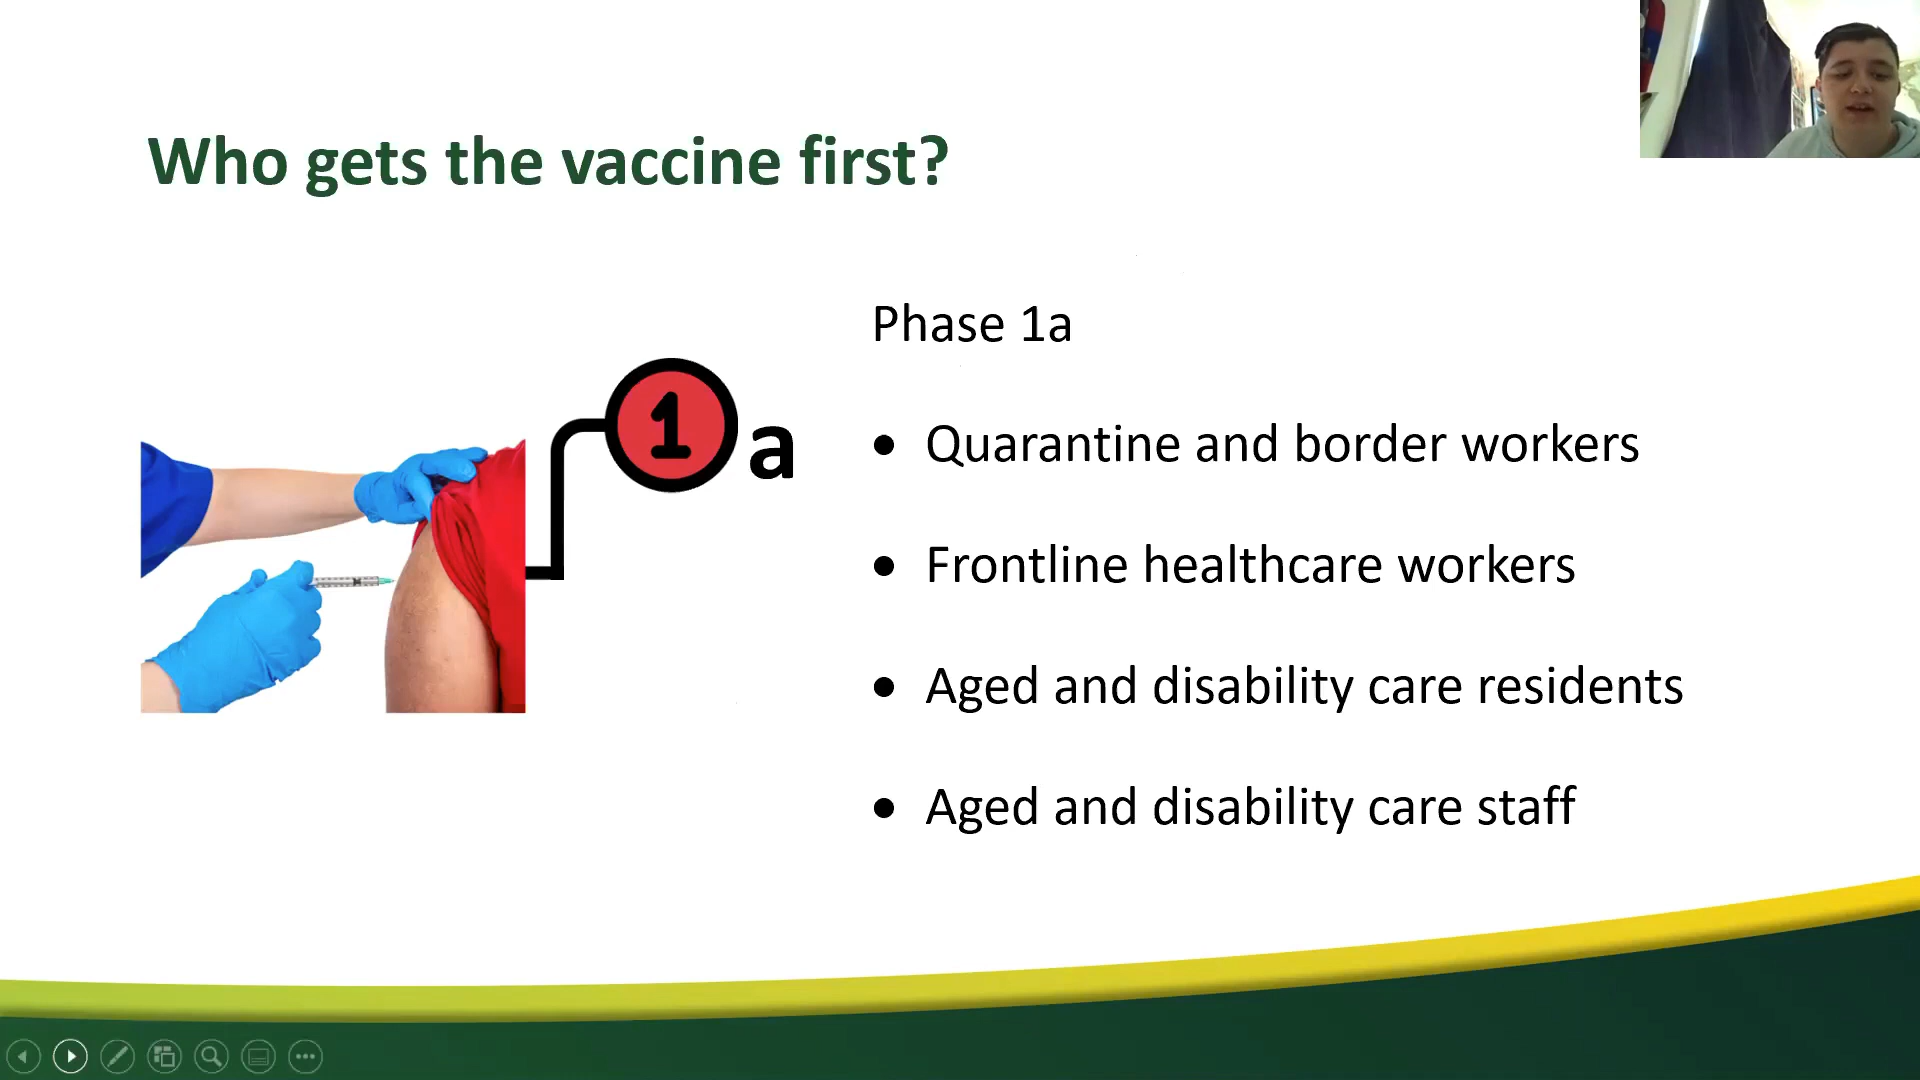 Who gets the vaccine first?
1a
Phase 1a
• Quarantine and border workers
• Frontline healthcare workers
• Aged and disability care residents
• Aged and disability care staff